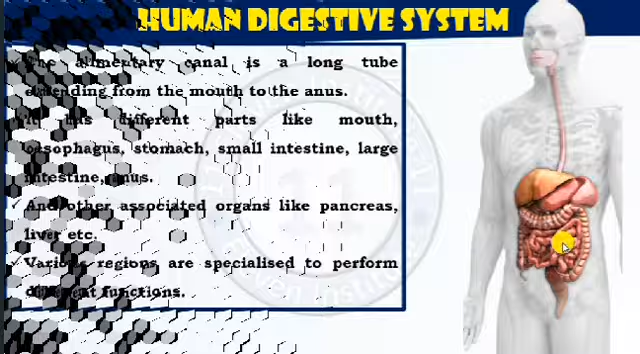 HUMAN DIGESTIVE SYSTEM
The alimentary canal is a long tube
extending from the mouth to the anus.
It has different parts like mouth,
oesophagus, stomach, small intestine, large
intestine, anus.
And other associated organs like pancreas,
liver etc.
Various regions are specialised to perform
different functions.